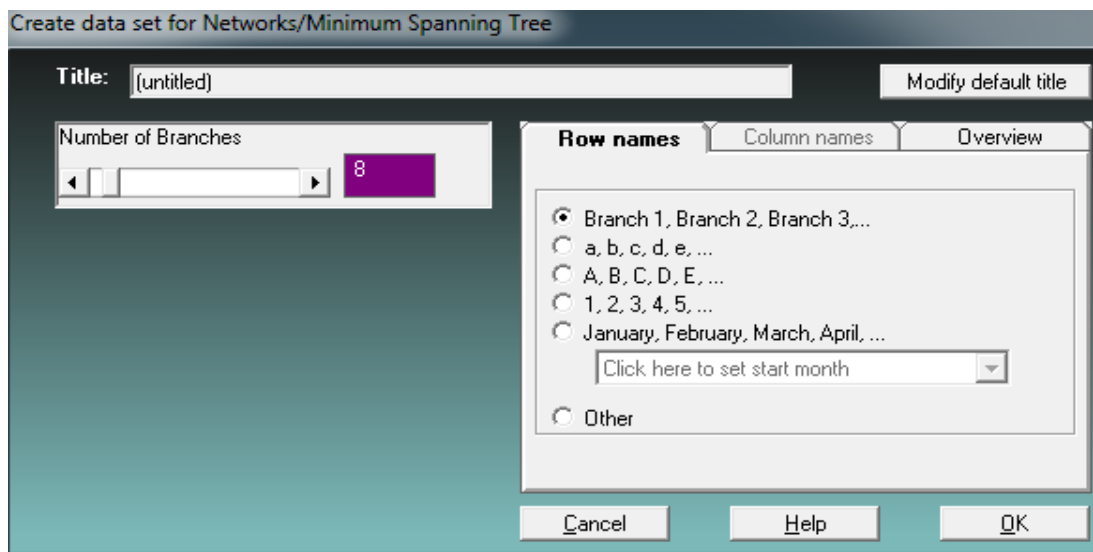 Create data set for Networks/Minimum Spanning Tree
Title: (untitled) Modify default title
Number of Branches
8
Row names Column names Overview
Branch 1, Branch 2, Branch 3,...
a, b, c, d, e, ...
A, B, C, D, E, ...
1, 2, 3, 4, 5, ...
January, February, March, April, ...
Click here to set start month
Other
Cancel Help OK